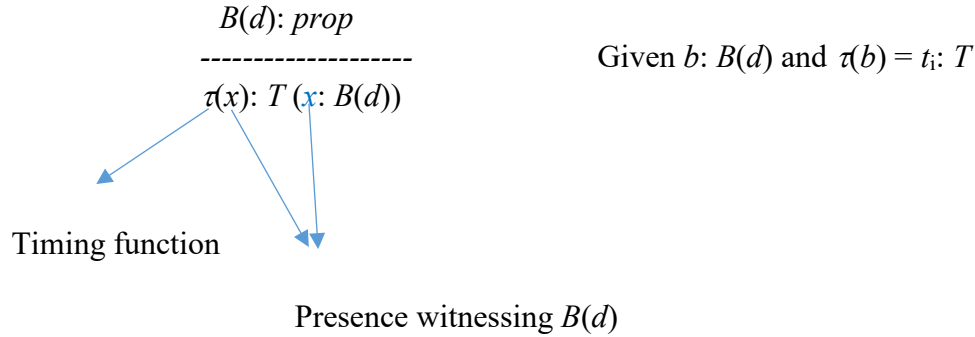 B(d): prop
--------------------
τ(x): T (x: B(d))
Given b: B(d) and τ(b) = tᵢ: T
Timing function
Presence witnessing B(d)